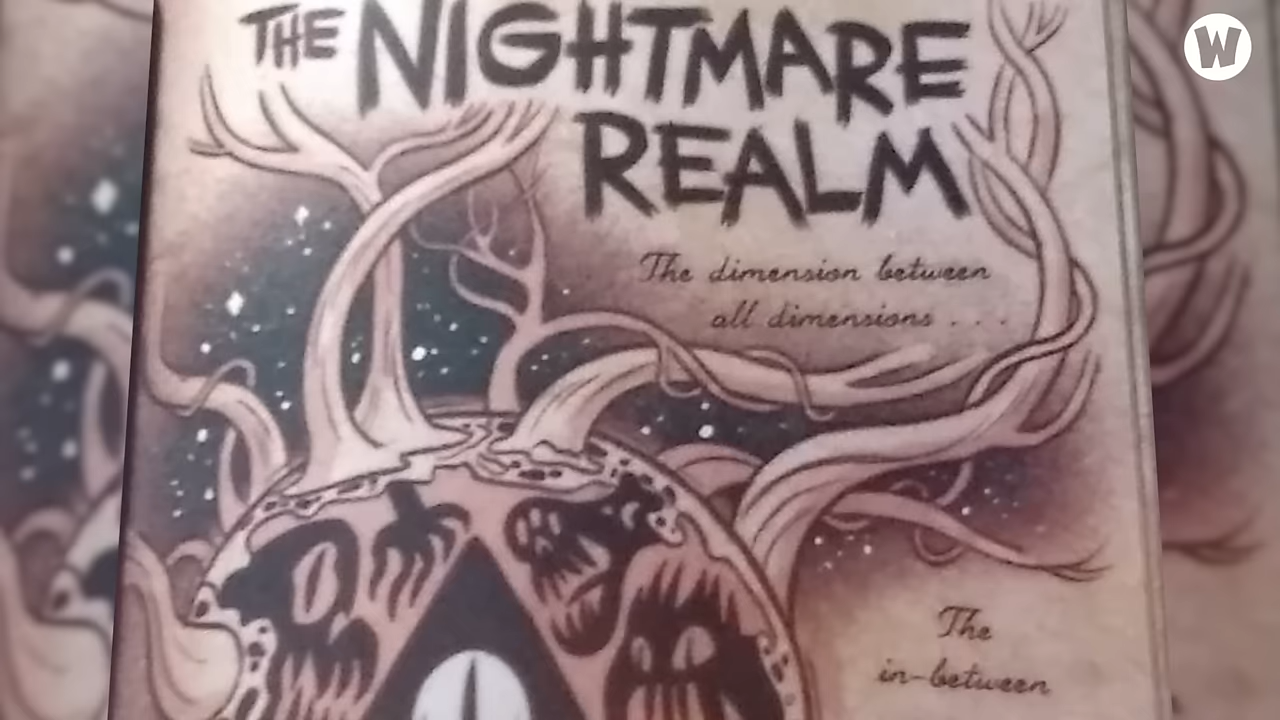 THE NIGHTMARE
REALM
The dimension between
all dimensions . . .
The
in-between
W